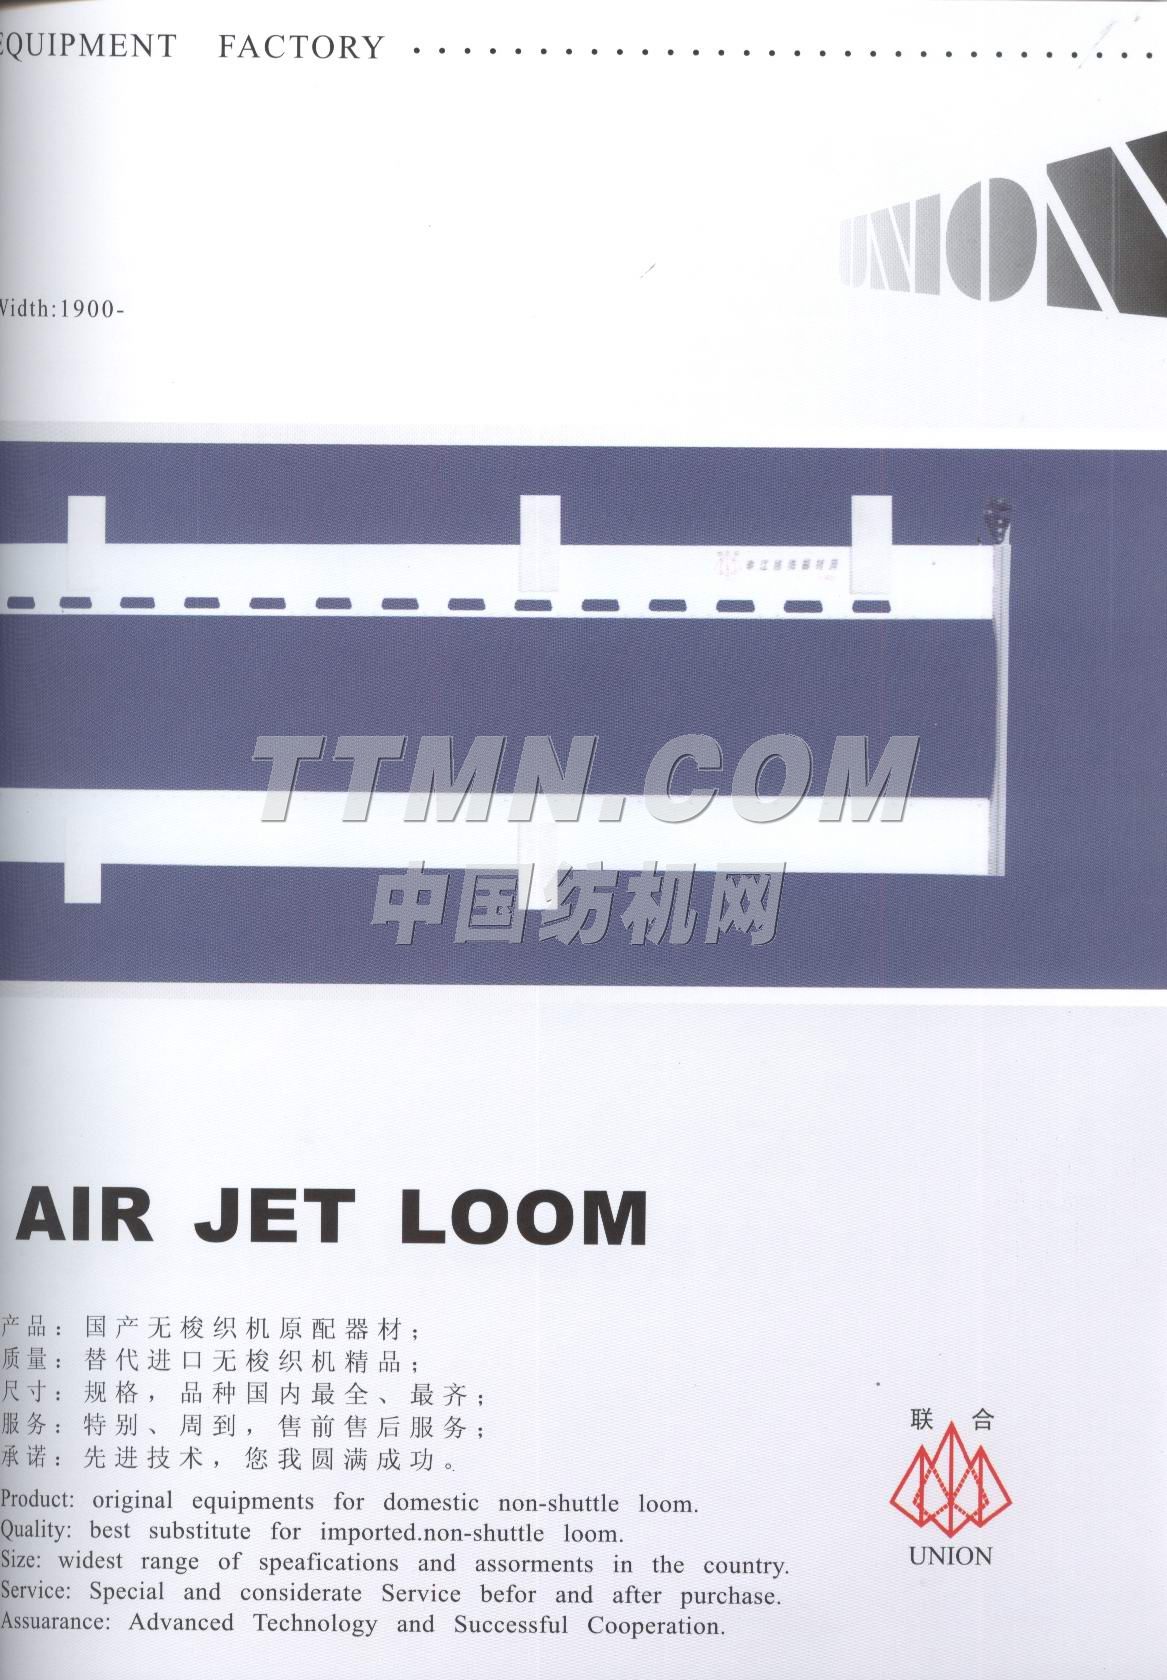 EQUIPMENT FACTORY
UNION
Width:1900-
TTMN.COM
中国纺机网
AIR JET LOOM
产品：国产无梭织机原配器材；
质量：替代进口无梭织机精品；
尺寸：规格，品种国内最全、最齐；
服务：特别、周到，售前售后服务；
承诺：先进技术，您我圆满成功。
Product: original equipments for domestic non-shuttle loom.
Quality: best substitute for imported.non-shuttle loom.
Size: widest range of speafications and assorments in the country.
Service: Special and considerate Service befor and after purchase.
Assuarance: Advanced Technology and Successful Cooperation.
联合
UNION